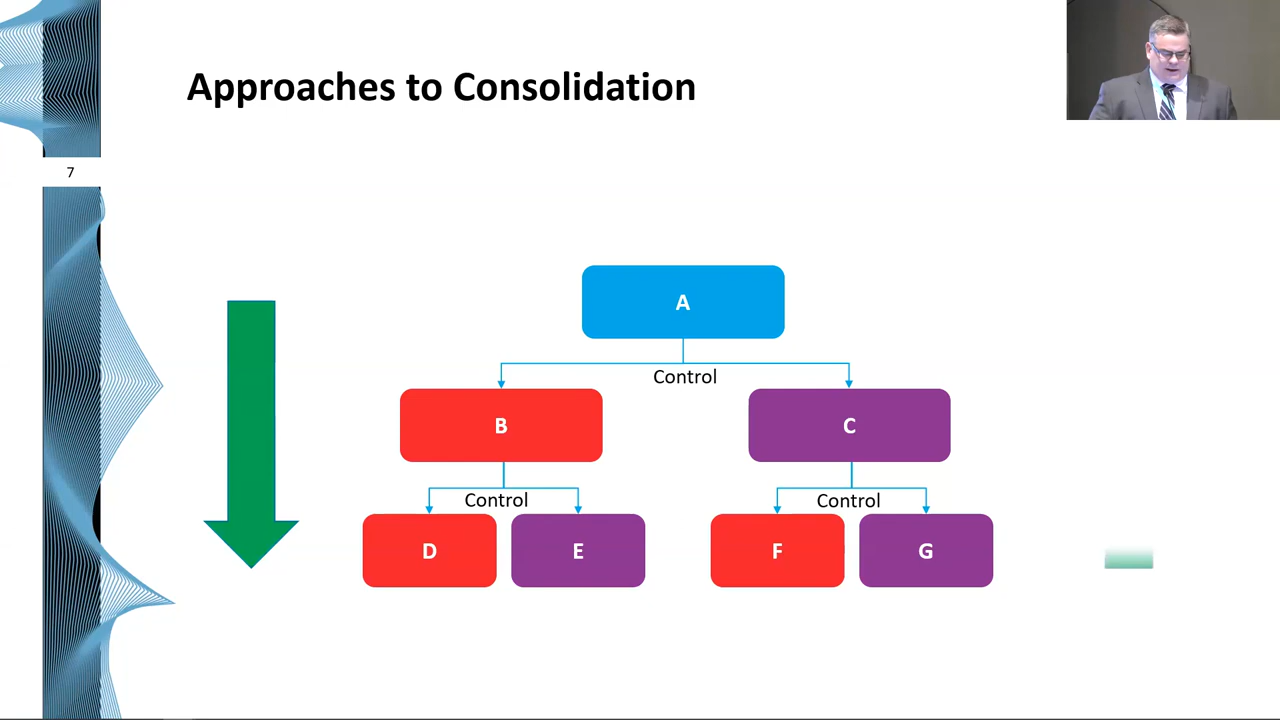 Approaches to Consolidation
7
A
Control
B
C
Control
Control
D
E
F
G